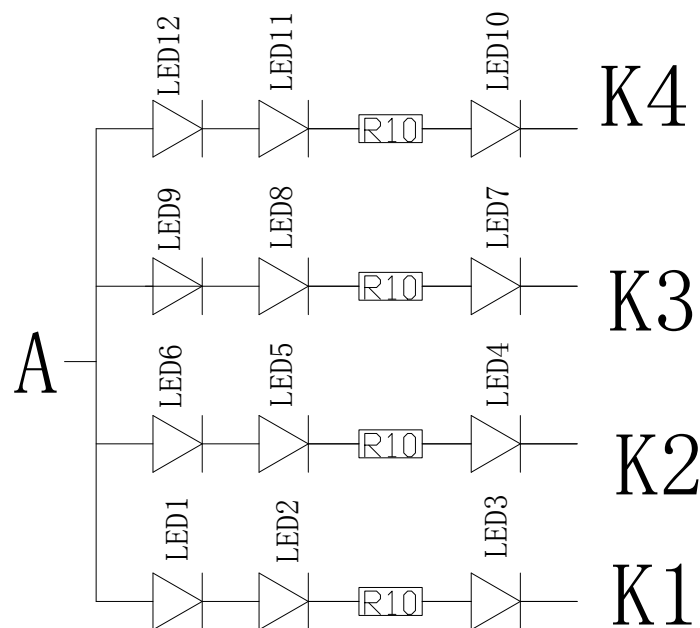 LED12 LED11 LED10
R10
K4
LED9 LED8 LED7
R10
K3
A
LED6 LED5 LED4
R10
K2
LED1 LED2 LED3
R10
K1